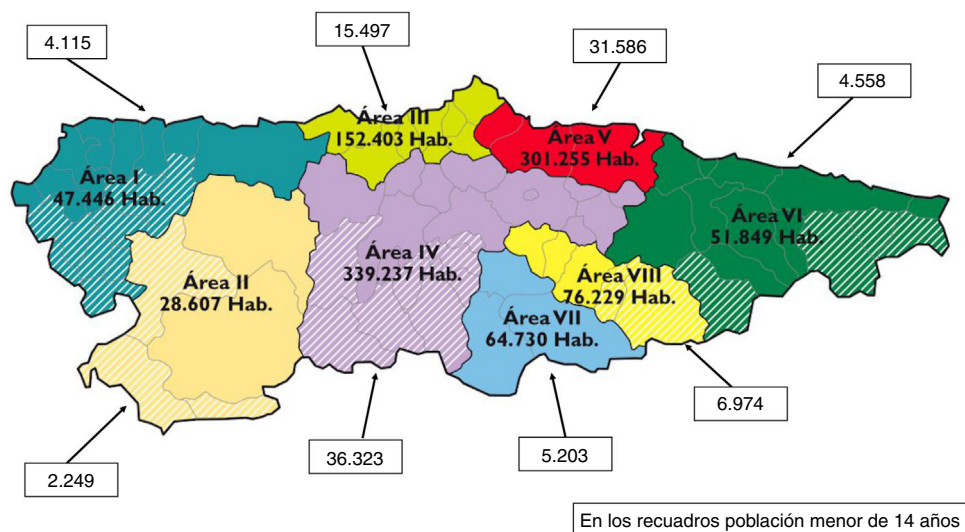 4.115
15.497
31.586
4.558
Área III
152.403 Hab.
Área V
301.255 Hab.
Área I
47.446 Hab.
Área VI
51.849 Hab.
Área IV
339.237 Hab.
Área II
28.607 Hab.
Área VIII
76.229 Hab.
Área VII
64.730 Hab.
6.974
2.249
36.323
5.203
En los recuadros población menor de 14 años